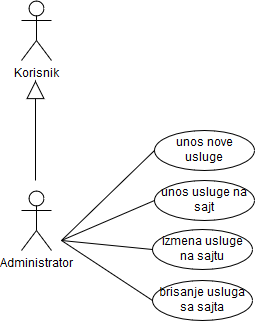 Korisnik
Administrator
unos nove
usluge
unos usluge na
sajt
izmena usluge
na sajtu
brisanje usluga
sa sajta